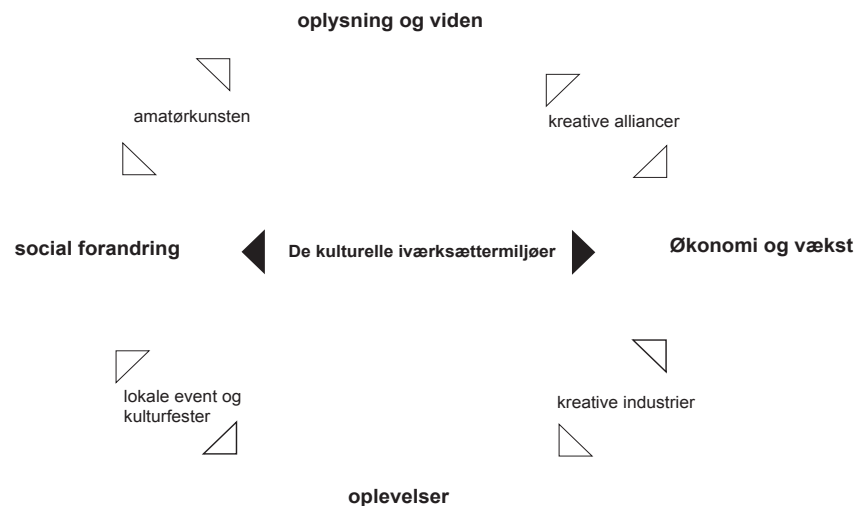 oplysning og viden
amatørkunsten
kreative alliancer
social forandring
De kulturelle iværksættermiljøer
Økonomi og vækst
lokale event og
kulturfester
kreative industrier
oplevelser